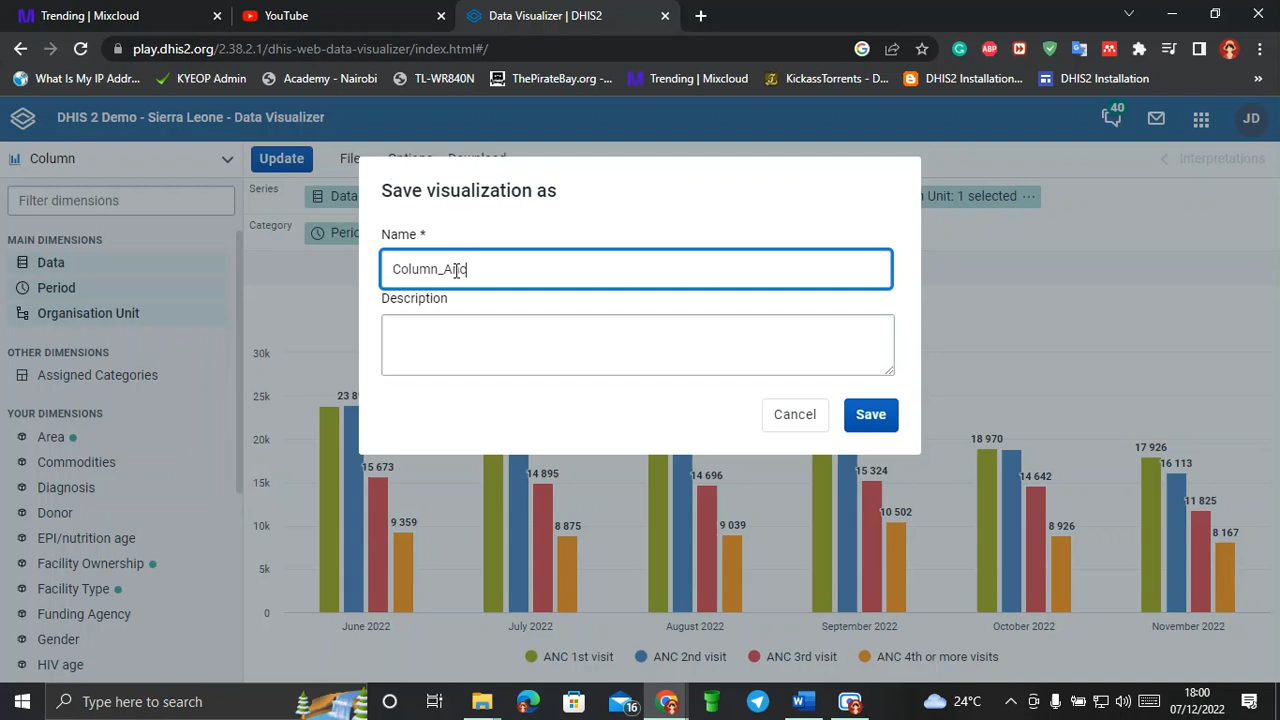 Trending | Mixcloud
YouTube
Data Visualizer | DHIS2
play.dhis2.org/2.38.2.1/dhis-web-data-visualizer/index.html#/
What Is My IP Addr...
KYEOP Admin
Academy - Nairobi
TL-WR840N
ThePirateBay.org -...
Trending | Mixcloud
KickassTorrents - D...
DHIS2 Installation...
DHIS2 Installation
DHIS 2 Demo - Sierra Leone - Data Visualizer
40
JD
Column
Update
File
Options
Download
Interpretations
Series
Data
Unit: 1 selected
Category
Filter dimensions
MAIN DIMENSIONS
Data
Period
Organisation Unit
OTHER DIMENSIONS
Assigned Categories
YOUR DIMENSIONS
Area
Commodities
Diagnosis
Donor
EPI/nutrition age
Facility Ownership
Facility Type
Funding Agency
Gender
HIV age
Save visualization as
Name *
Column_Anc
Description
Cancel
Save
30k
25k
20k
15k
10k
5k
0
15 673
9 359
14 895
8 875
14 696
9 039
15 324
10 502
18 970
14 642
8 926
17 926
16 113
11 825
8 167
June 2022
July 2022
August 2022
September 2022
October 2022
November 2022
ANC 1st visit
ANC 2nd visit
ANC 3rd visit
ANC 4th or more visits
Type here to search
16
24°C
18:00
07/12/2022